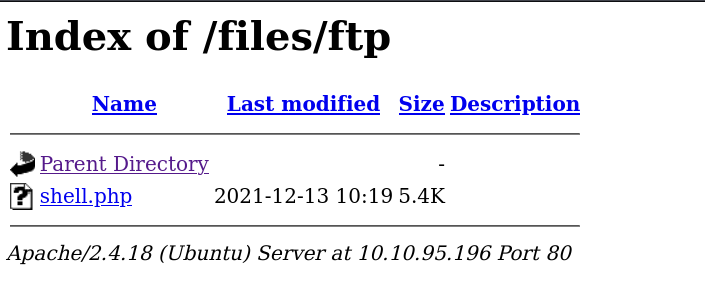 Index of /files/ftp
Name Last modified Size Description
Parent Directory -
shell.php 2021-12-13 10:19 5.4K
Apache/2.4.18 (Ubuntu) Server at 10.10.95.196 Port 80